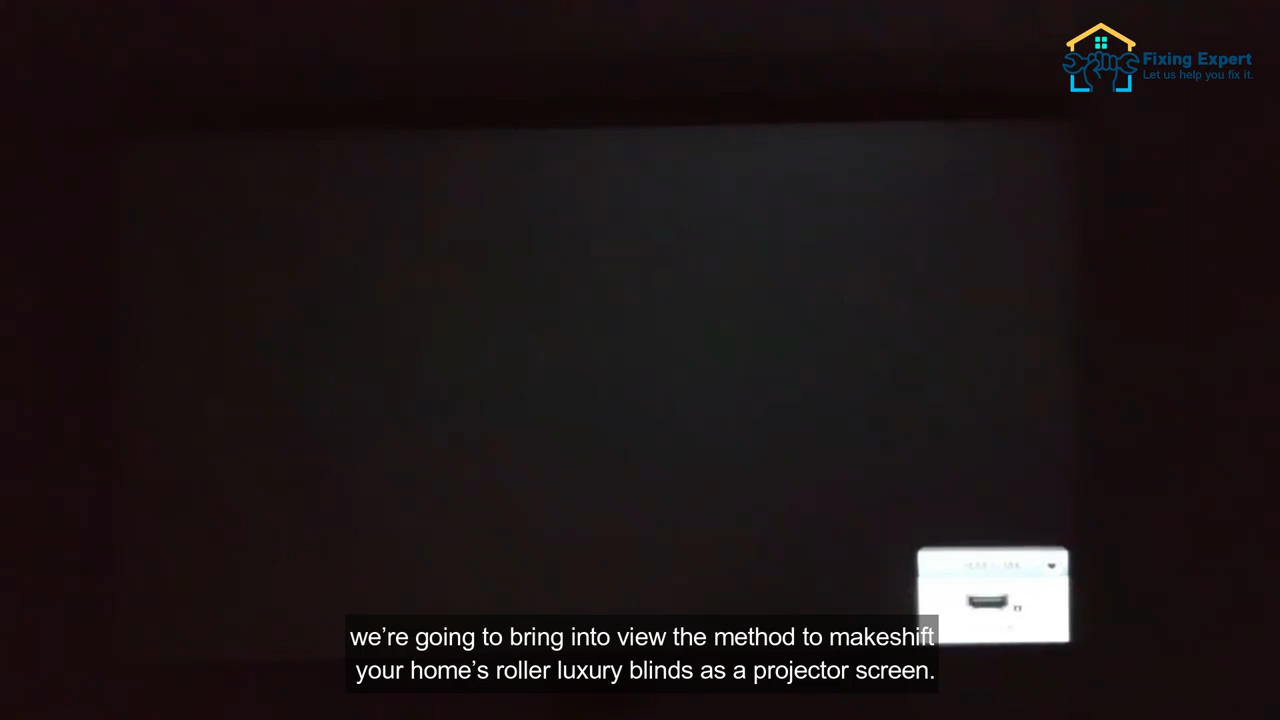 Fixing Expert
Let us help you fix it.
we’re going to bring into view the method to makeshift
your home’s roller luxury blinds as a projector screen.